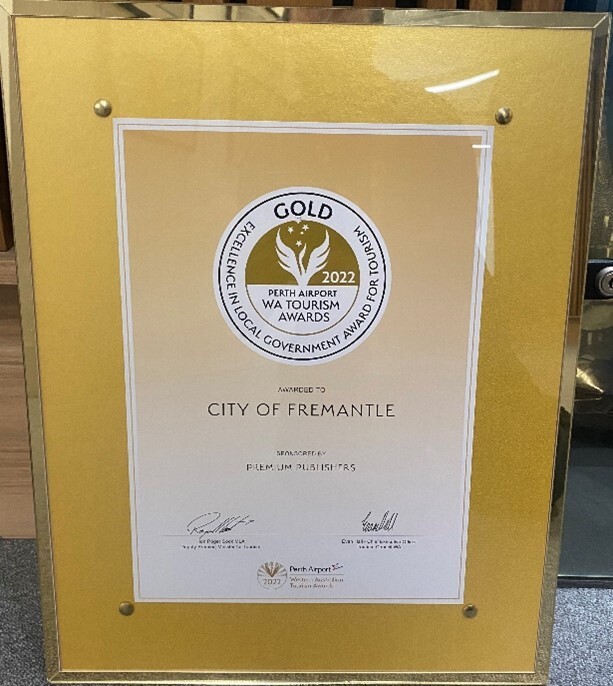 GOLD
EXCELLENCE IN LOCAL GOVERNMENT AWARD FOR TOURISM
2022
PERTH AIRPORT
WA TOURISM
AWARDS
AWARDED TO
CITY OF FREMANTLE
SPONSORED BY
PREMIUM PUBLISHERS
2022
Perth Airport
Western Australian
Tourism Awards